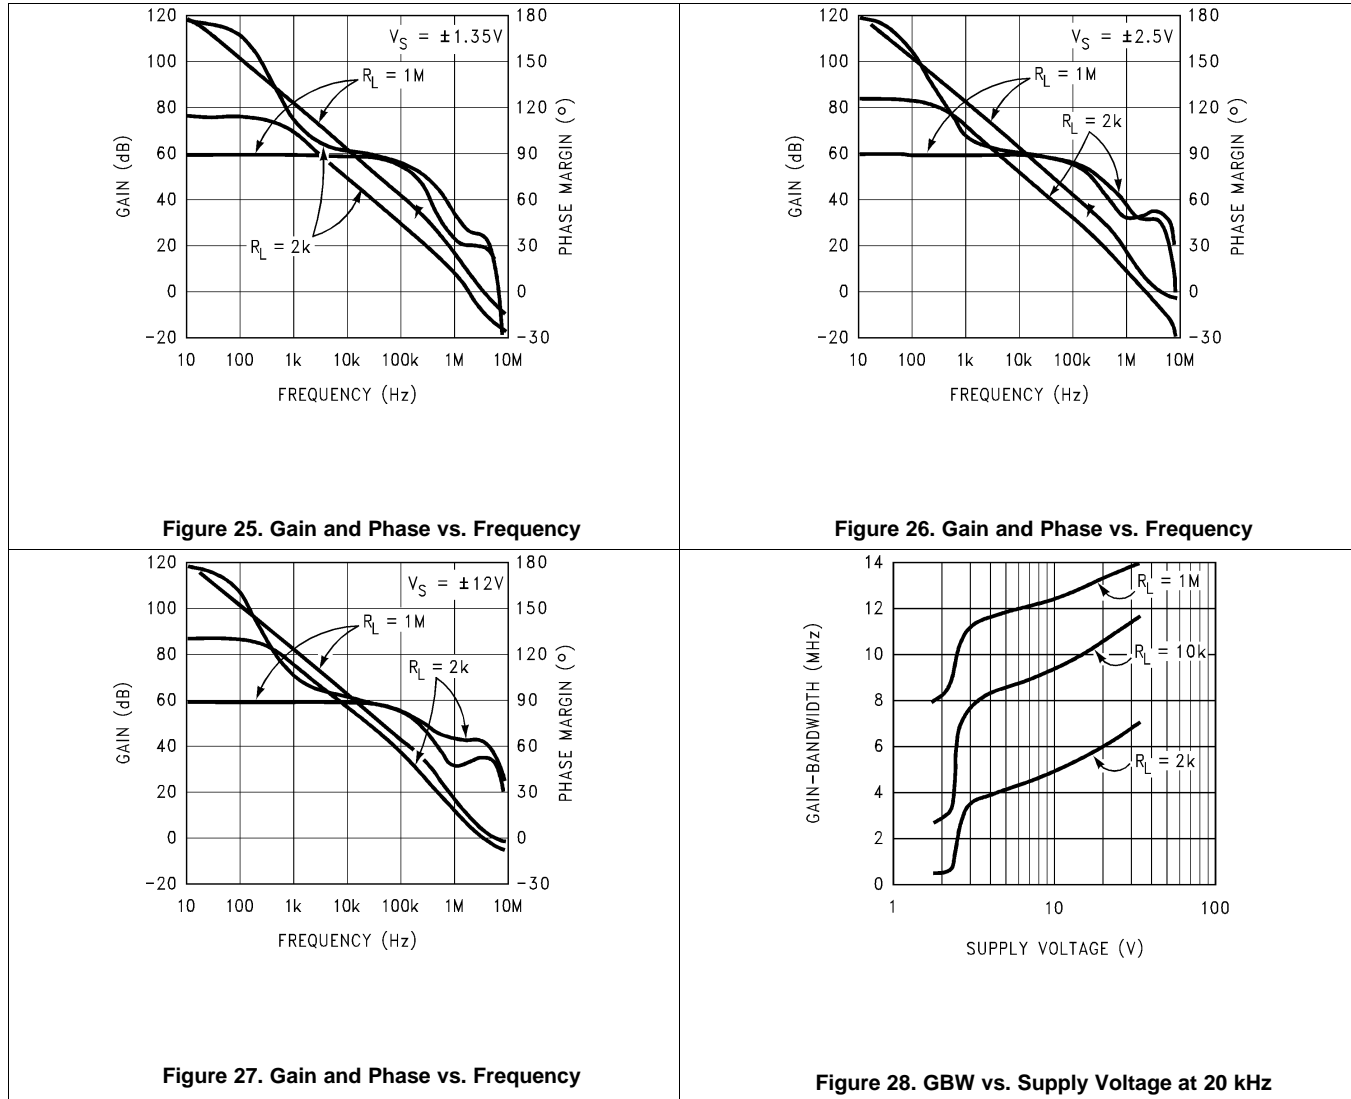 V_S = ±1.35V
120
100
80
60
40
20
0
-20
GAIN (dB)
R_L = 1M
R_L = 2k
180
150
120
90
60
30
0
-30
PHASE MARGIN (°)
10 100 1k 10k 100k 1M 10M
FREQUENCY (Hz)
Figure 25. Gain and Phase vs. Frequency
V_S = ±2.5V
120
100
80
60
40
20
0
-20
GAIN (dB)
R_L = 1M
R_L = 2k
180
150
120
90
60
30
0
-30
PHASE MARGIN (°)
10 100 1k 10k 100k 1M 10M
FREQUENCY (Hz)
Figure 26. Gain and Phase vs. Frequency
V_S = ±12V
120
100
80
60
40
20
0
-20
GAIN (dB)
R_L = 1M
R_L = 2k
180
150
120
90
60
30
0
-30
PHASE MARGIN (°)
10 100 1k 10k 100k 1M 10M
FREQUENCY (Hz)
Figure 27. Gain and Phase vs. Frequency
14
12
10
8
6
4
2
0
GAIN-BANDWIDTH (MHz)
R_L = 1M
R_L = 10k
R_L = 2k
1 10 100
SUPPLY VOLTAGE (V)
Figure 28. GBW vs. Supply Voltage at 20 kHz